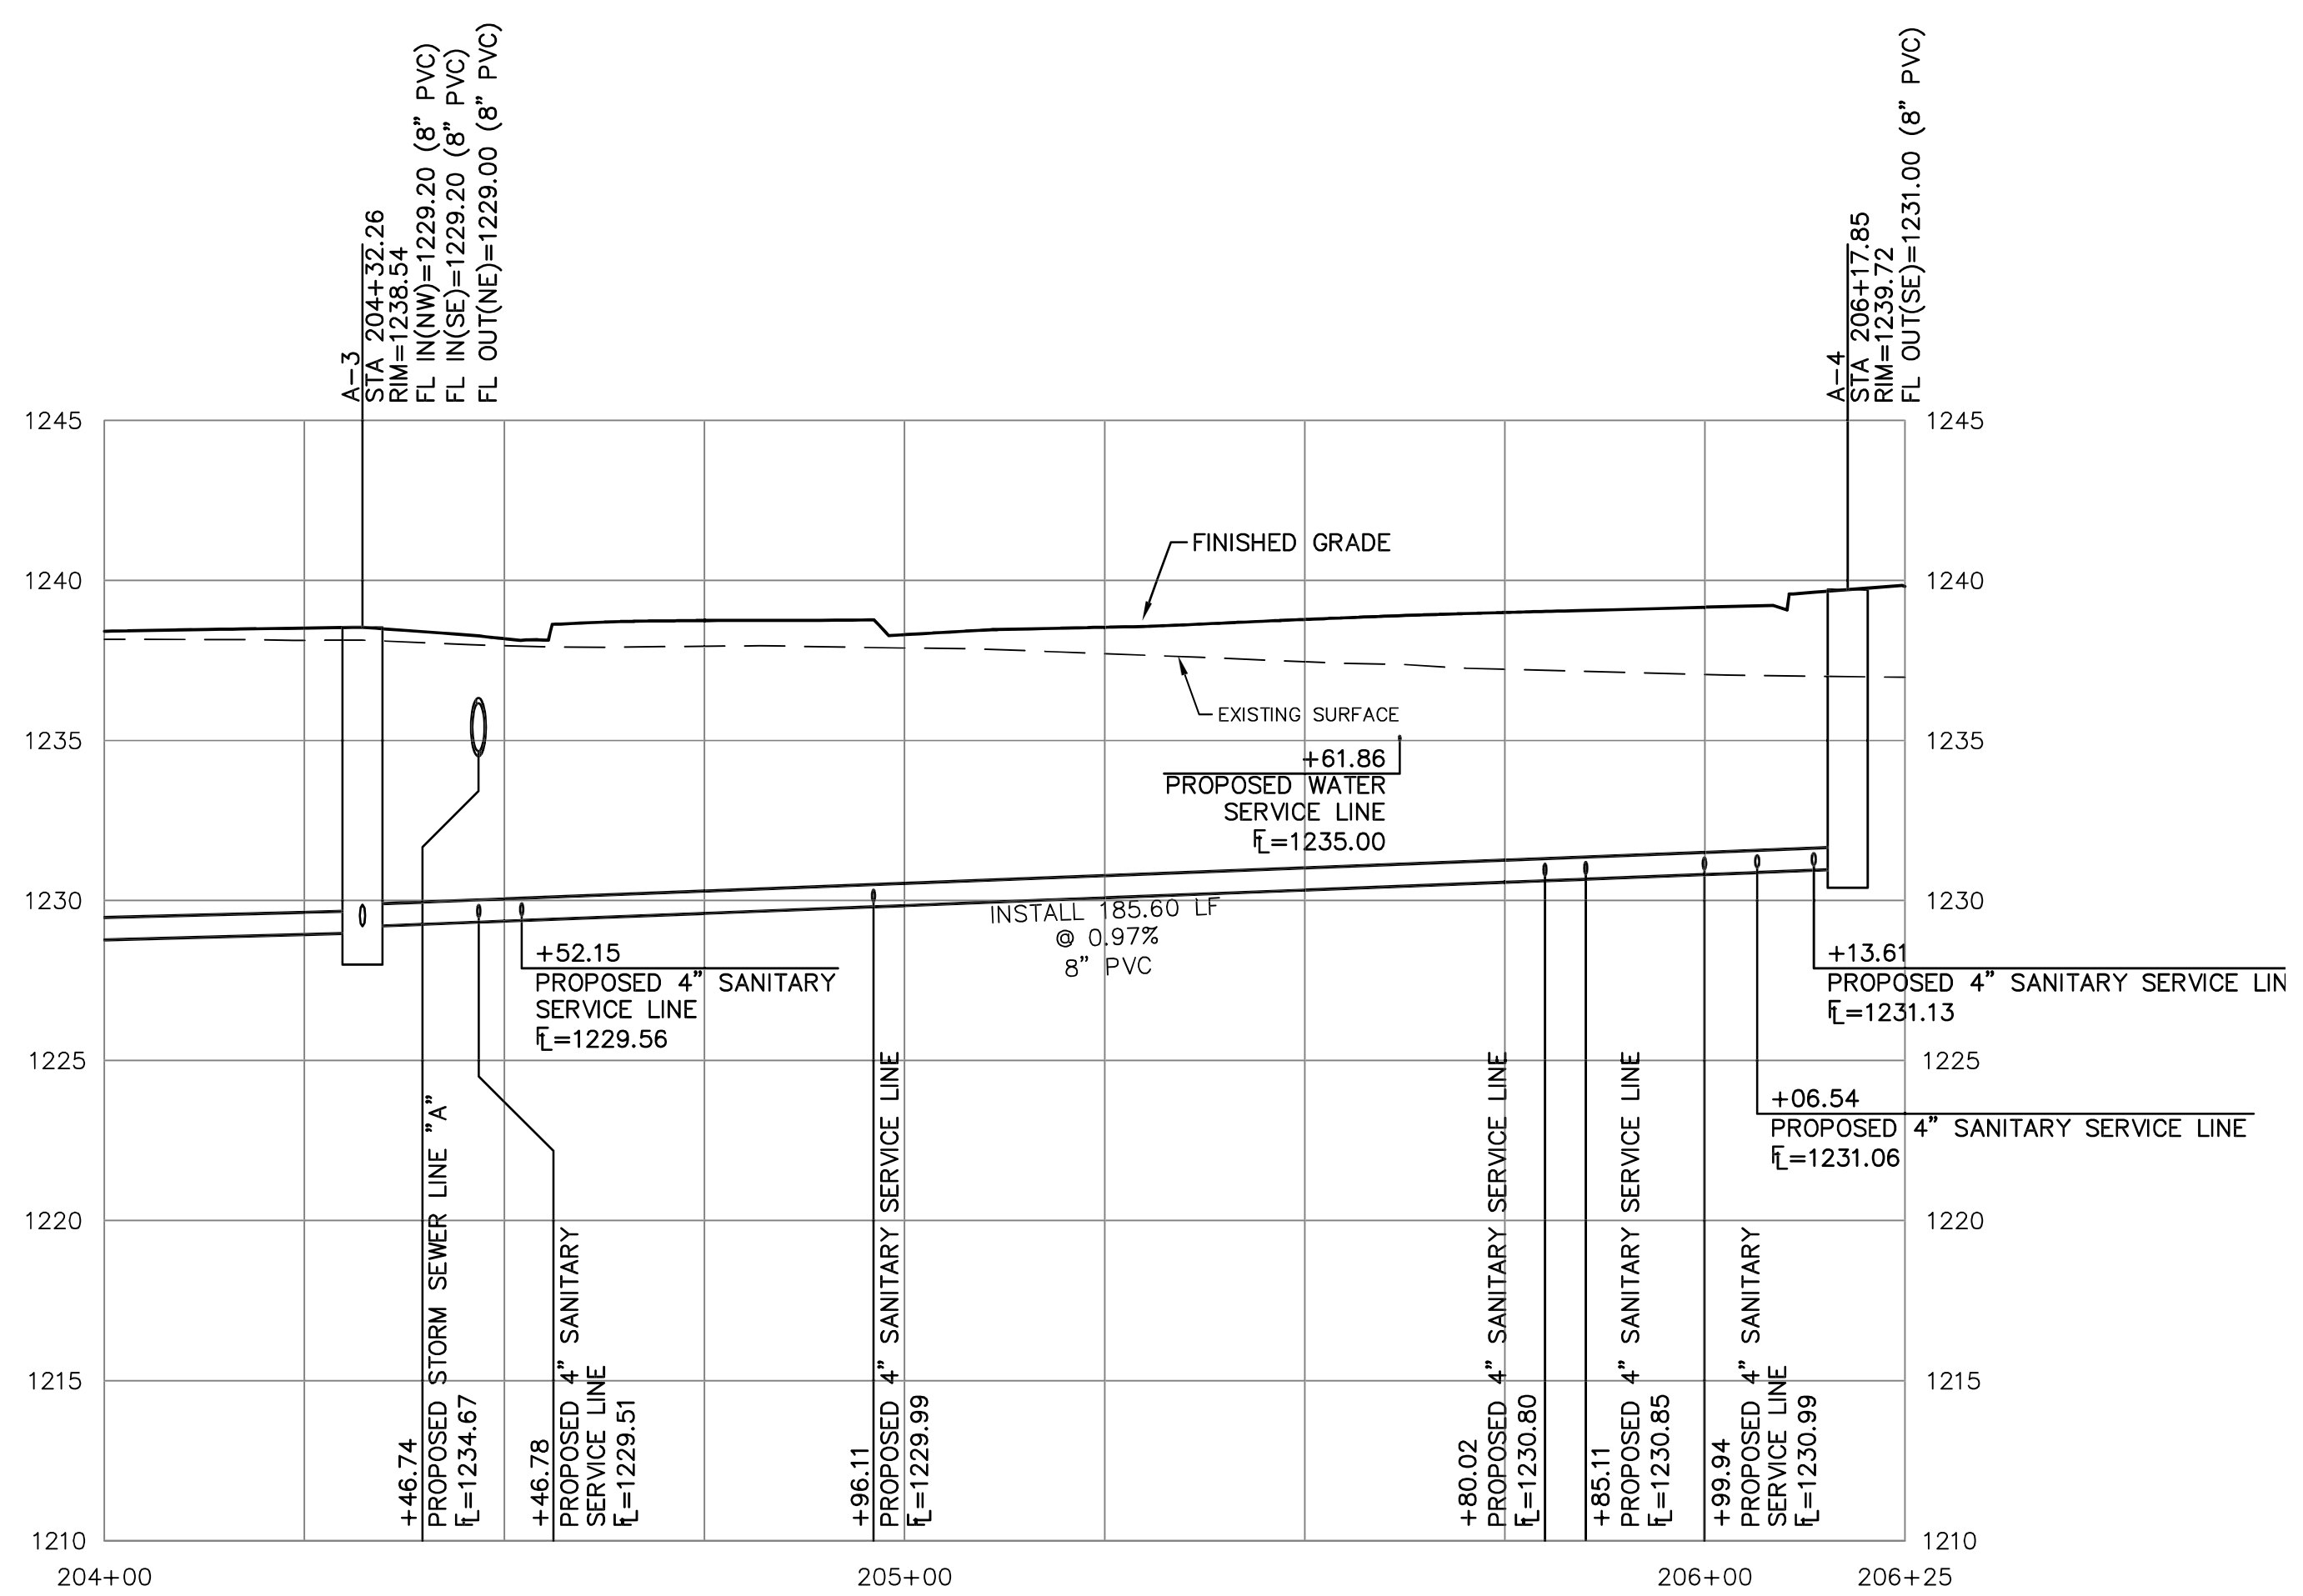 A-3
STA 204+32.26
RIM=1238.54
FL IN(NW)=1229.20 (8" PVC)
FL IN(SE)=1229.20 (8" PVC)
FL OUT(NE)=1229.00 (8" PVC)
A-4
STA 206+17.85
RIM=1239.72
FL OUT(SE)=1231.00 (8" PVC)
1245
1245
FINISHED GRADE
1240
1240
EXISTING SURFACE
1235
1235
+61.86
PROPOSED WATER
SERVICE LINE
FL=1235.00
1230
1230
INSTALL 185.60 LF
@ 0.97%
8" PVC
+52.15
PROPOSED 4" SANITARY
SERVICE LINE
FL=1229.56
+13.61
PROPOSED 4" SANITARY SERVICE LIN
FL=1231.13
1225
1225
+06.54
PROPOSED 4" SANITARY SERVICE LINE
FL=1231.06
1220
1220
1215
1215
+46.74
PROPOSED STORM SEWER LINE "A"
FL=1234.67
+46.78
PROPOSED 4" SANITARY
SERVICE LINE
FL=1229.51
+96.11
PROPOSED 4" SANITARY SERVICE LINE
FL=1229.99
+80.02
PROPOSED 4" SANITARY SERVICE LINE
FL=1230.80
+85.11
PROPOSED 4" SANITARY SERVICE LINE
FL=1230.85
+99.94
PROPOSED 4" SANITARY
SERVICE LINE
FL=1230.99
1210
1210
204+00
205+00
206+00
206+25